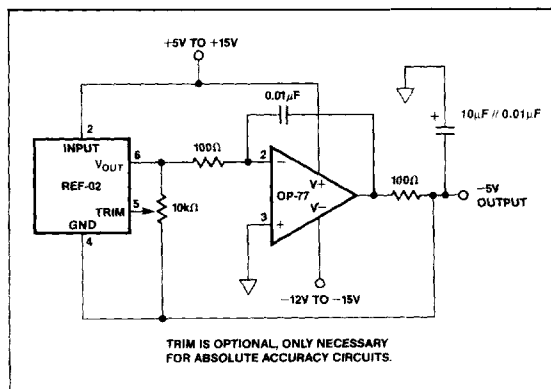 +5V TO +15V
0.01µF
+
10µF // 0.01µF
2
INPUT
VOUT
6
100Ω
2
−
V+
100Ω
−5V
OUTPUT
REF-02
OP-77
TRIM
5
10kΩ
V−
3
+
GND
4
−12V TO −15V
TRIM IS OPTIONAL, ONLY NECESSARY
FOR ABSOLUTE ACCURACY CIRCUITS.